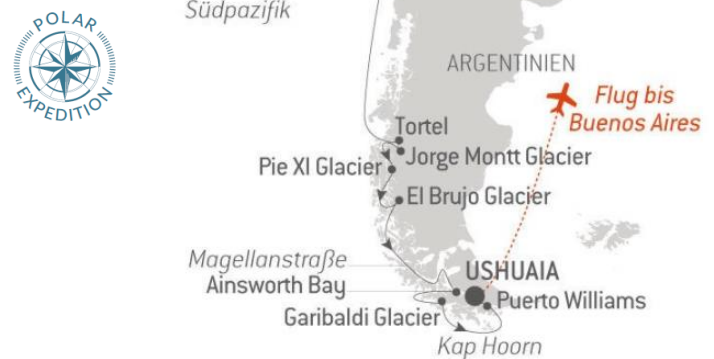 Südpazifik
POLAR
EXPEDITION
ARGENTINIEN
Flug bis
Buenos Aires
Tortel
Jorge Montt Glacier
Pie XI Glacier
El Brujo Glacier
Magellanstraße
USHUAIA
Ainsworth Bay
Puerto Williams
Garibaldi Glacier
Kap Hoorn